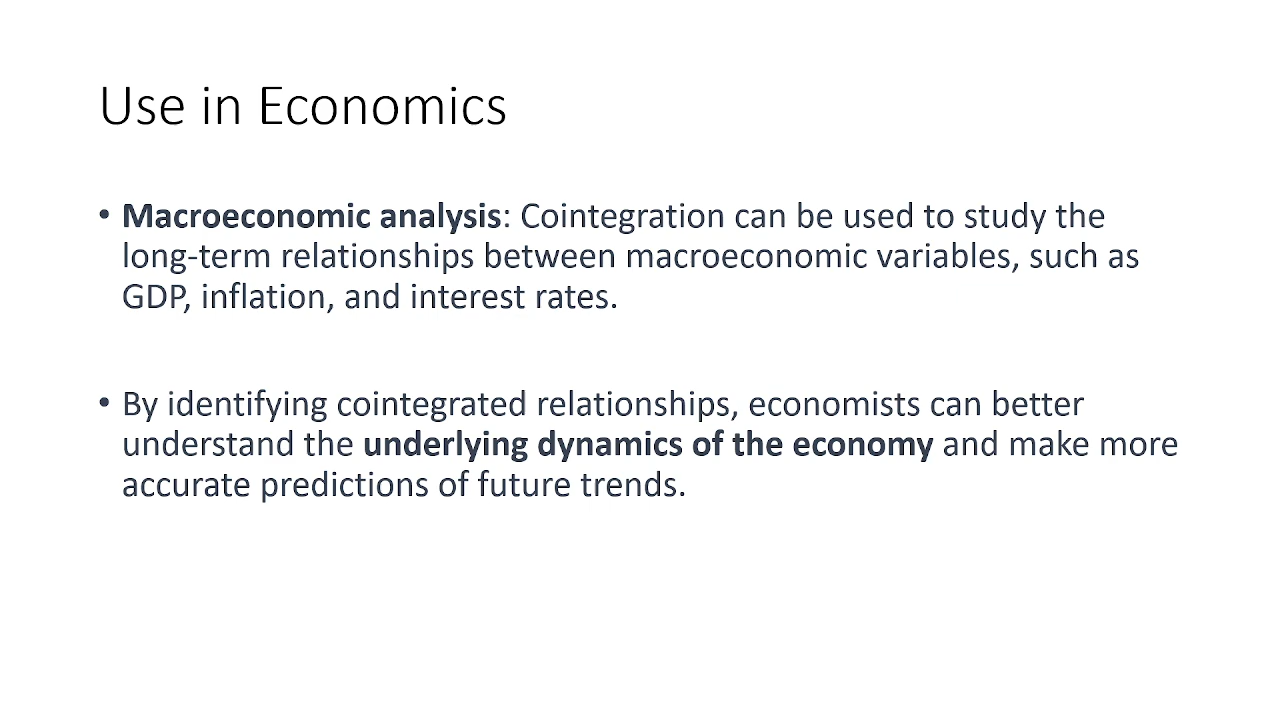 Use in Economics
• Macroeconomic analysis: Cointegration can be used to study the
long-term relationships between macroeconomic variables, such as
GDP, inflation, and interest rates.
• By identifying cointegrated relationships, economists can better
understand the underlying dynamics of the economy and make more
accurate predictions of future trends.